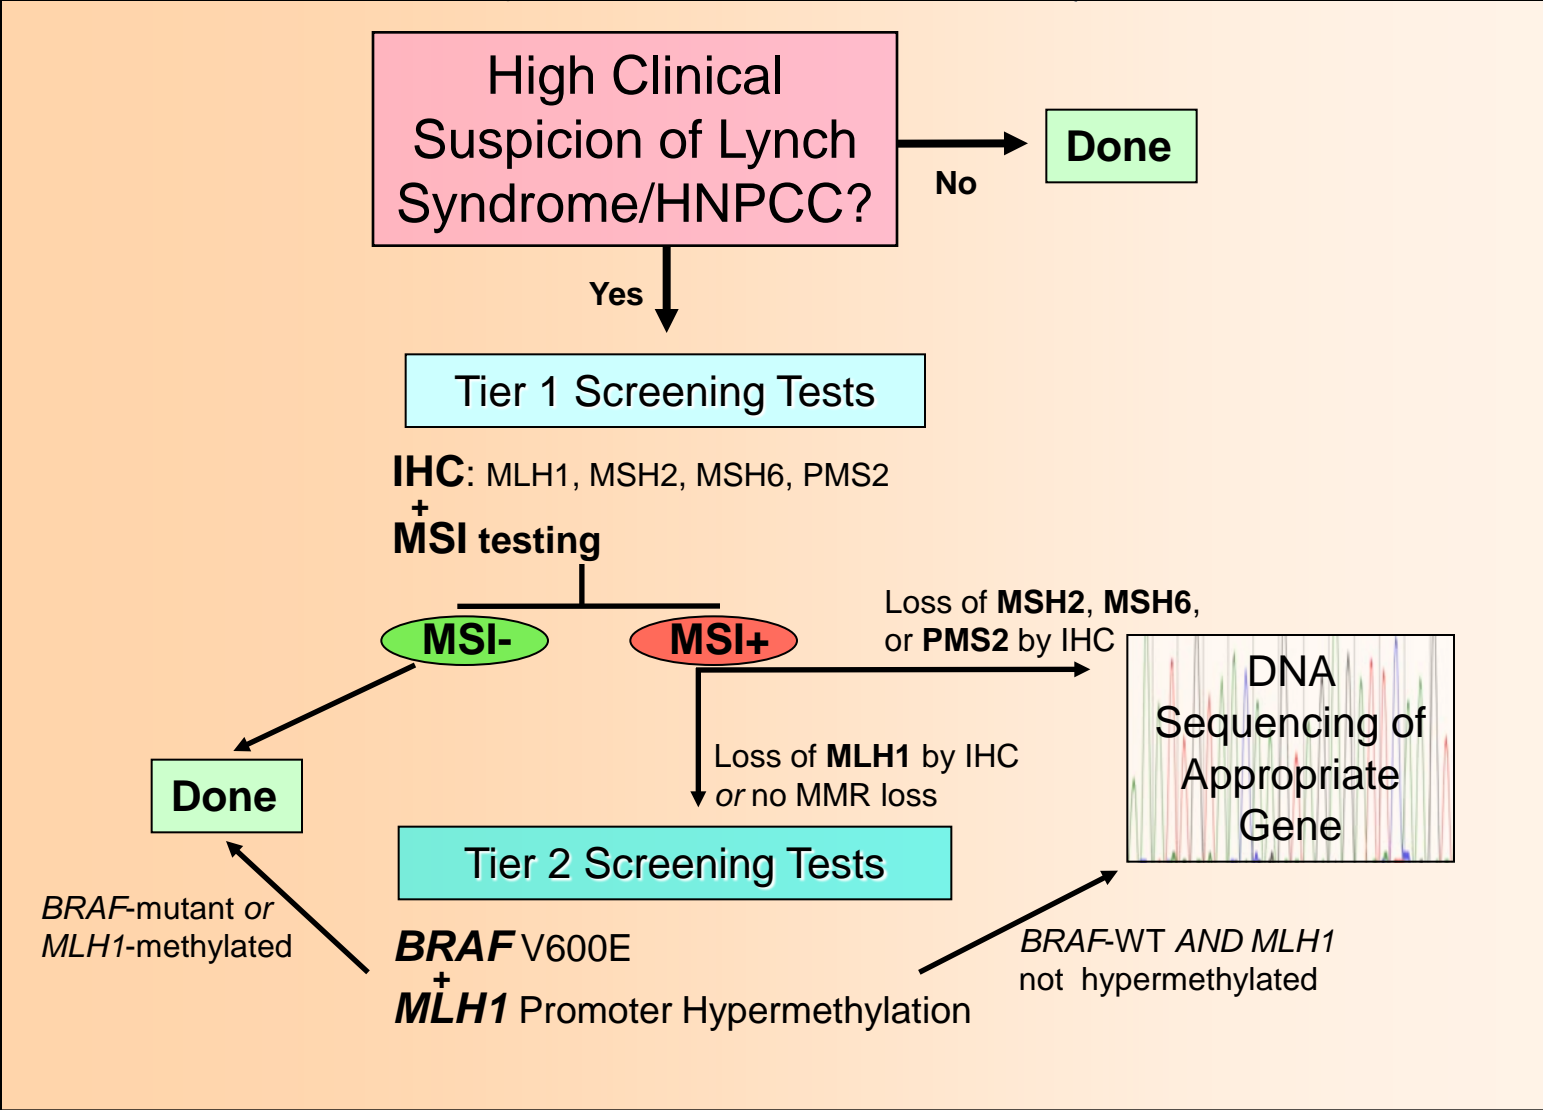 High Clinical
Suspicion of Lynch
Syndrome/HNPCC?
Done
No
Yes
Tier 1 Screening Tests
IHC: MLH1, MSH2, MSH6, PMS2
+
MSI testing
MSI-
MSI+
Loss of MSH2, MSH6,
or PMS2 by IHC
DNA
Sequencing of
Appropriate
Gene
Loss of MLH1 by IHC
or no MMR loss
Done
Tier 2 Screening Tests
BRAF-mutant or
MLH1-methylated
BRAF V600E
+
MLH1 Promoter Hypermethylation
BRAF-WT AND MLH1
not hypermethylated